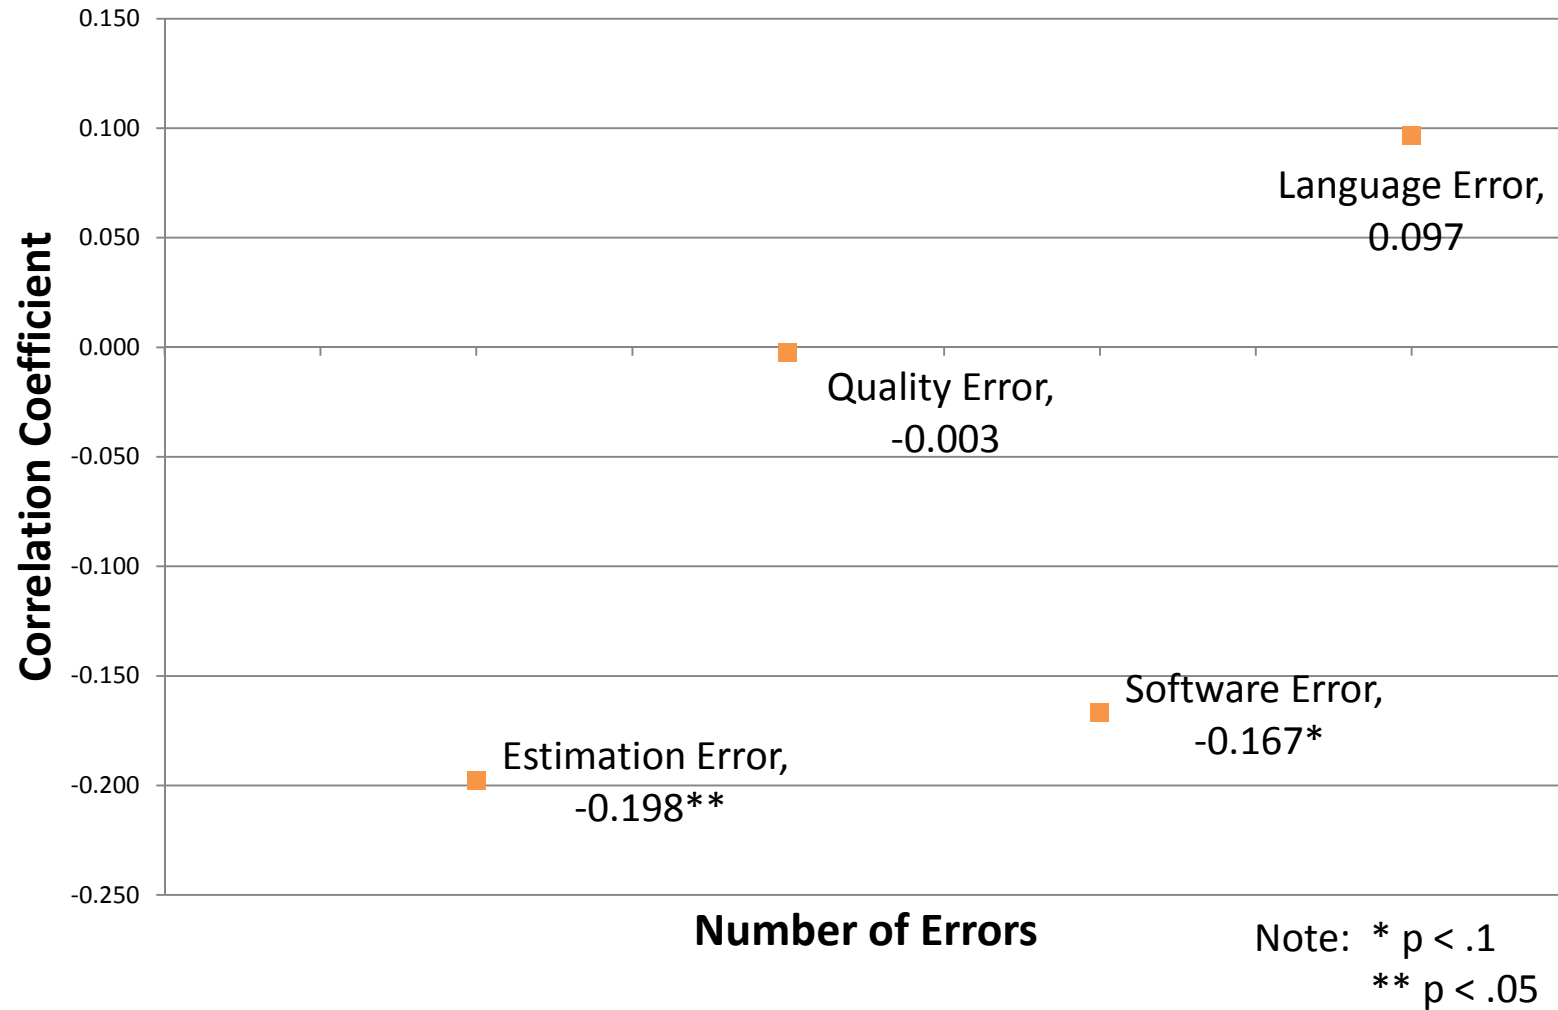 0.150
0.100
0.050
0.000
-0.050
-0.100
-0.150
-0.200
-0.250
Correlation Coefficient
Language Error,
0.097
Quality Error,
-0.003
Software Error,
-0.167*
Estimation Error,
-0.198**
Number of Errors
Note: * p < .1
** p < .05